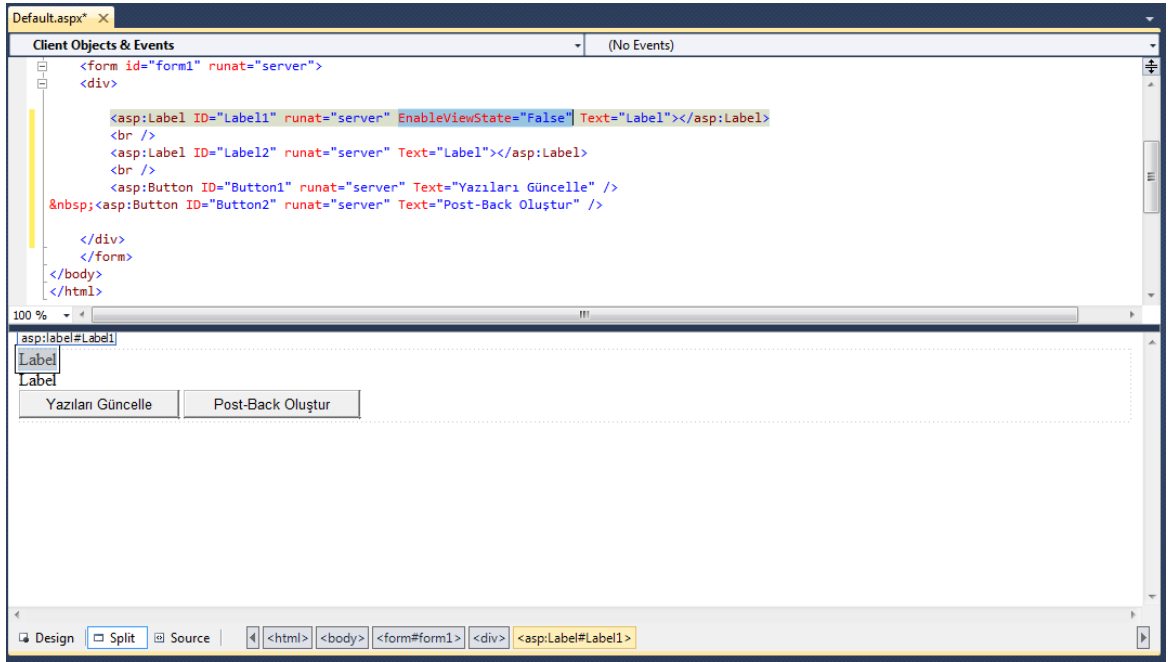 Default.aspx*
Client Objects & Events (No Events)
<form id="form1" runat="server">
<div>
<asp:Label ID="Label1" runat="server" EnableViewState="False" Text="Label"></asp:Label>
<br />
<asp:Label ID="Label2" runat="server" Text="Label"></asp:Label>
<br />
<asp:Button ID="Button1" runat="server" Text="Yazıları Güncelle" />
&nbsp;<asp:Button ID="Button2" runat="server" Text="Post-Back Oluştur" />
</div>
</form>
</body>
</html>
100 %
asp:label#Label1
Label
Label
Yazıları Güncelle Post-Back Oluştur
Design Split Source <html> <body> <form#form1> <div> <asp:Label#Label1>